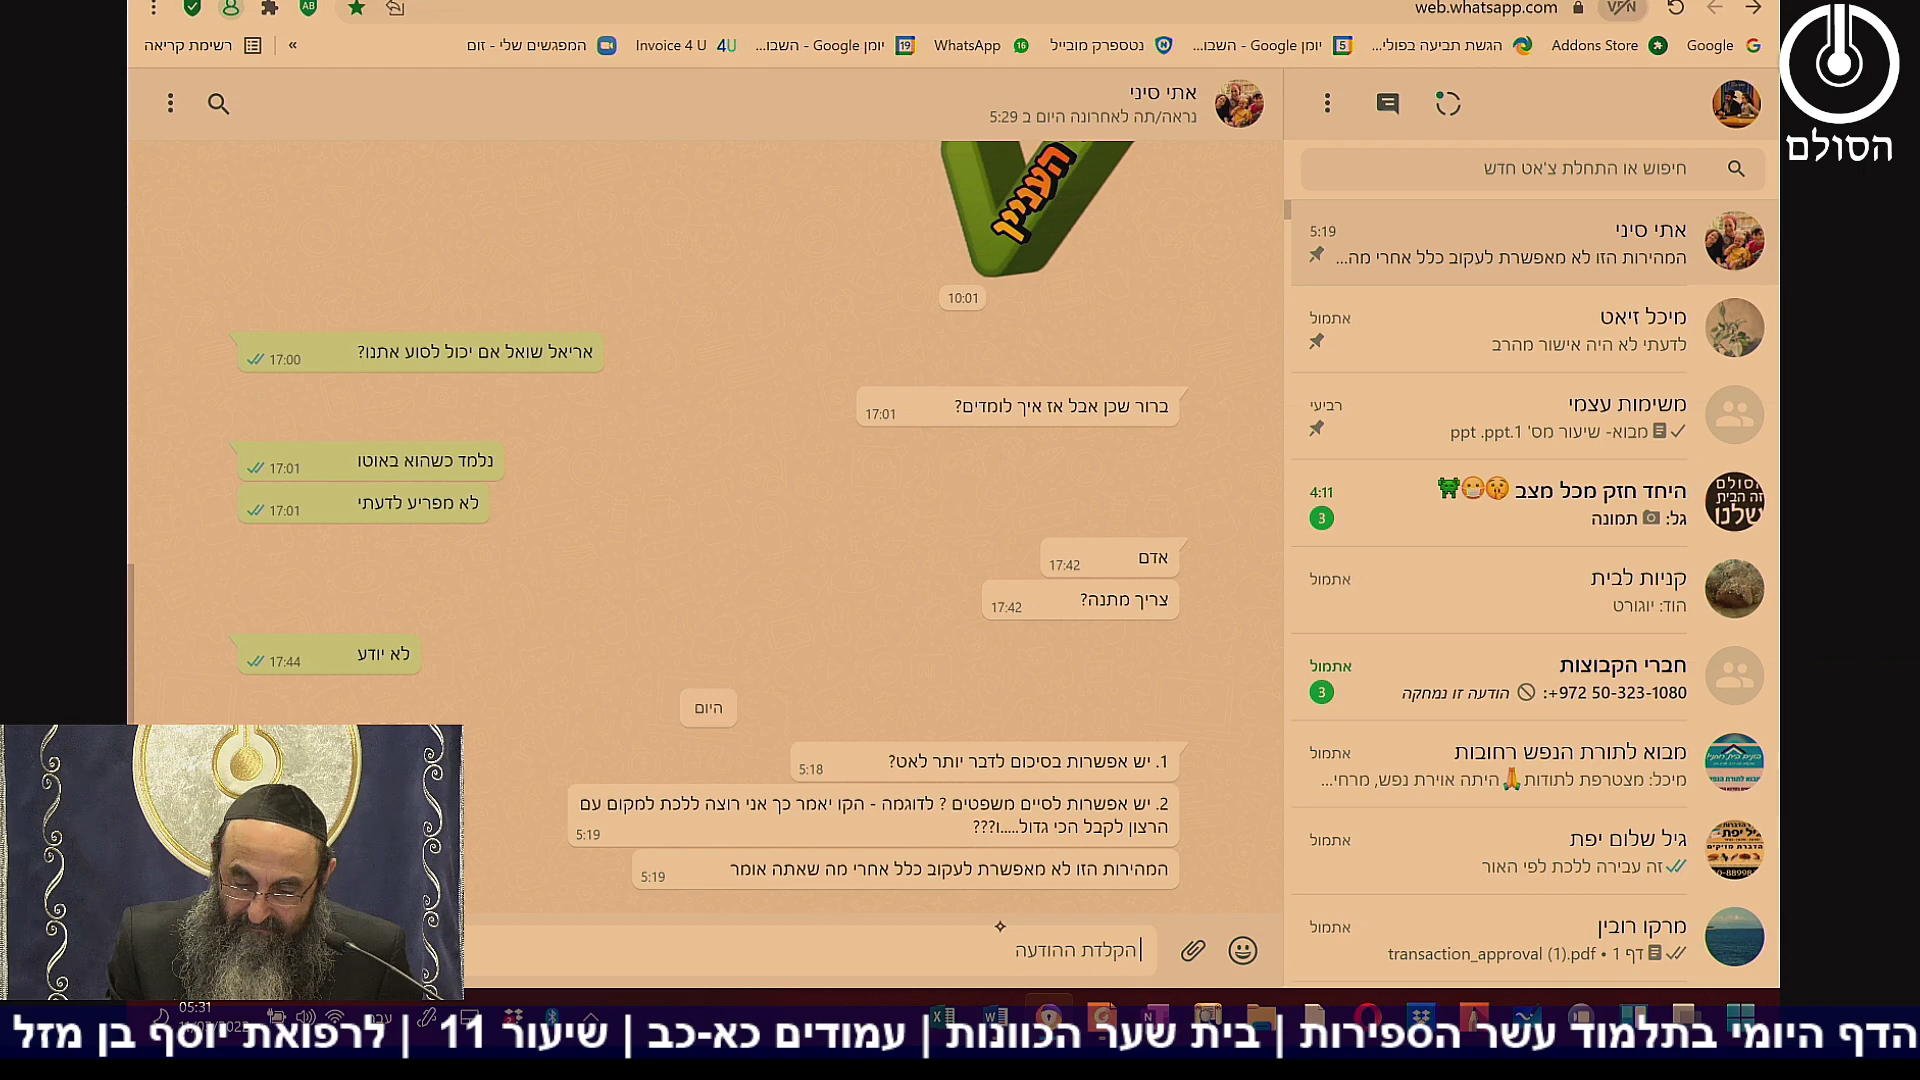 web.whatsapp.com
VPN
Google
Addons Store
הגשת תביעה בפולי...
יומן Google - השבו...
נטספרק מובייל
WhatsApp
יומן Google - השבו...
Invoice 4 U
המפגשים שלי - זום
»
רשימת קריאה
הסולם
אתי סיני
נראה/תה לאחרונה היום ב 5:29
חיפוש או התחלת צ'אט חדש
אתי סיני
5:19
המהירות הזו לא מאפשרת לעקוב כלל אחרי מה...
מיכל זיאט
אתמול
לדעתי לא היה אישור מהרב
משימות עצמי
רביעי
מבוא- שיעור מס' 1.ppt. ppt
היחד חזק מכל מצב
4:11
גל: תמונה
3
קניות לבית
אתמול
הוד: יוגורט
חברי הקבוצות
אתמול
+972 50-323-1080: הודעה זו נמחקה
3
מבוא לתורת הנפש רחובות
אתמול
מיכל: מצטרפת לתודות🙏היתה אוירת נפש, מרחי...
גיל שלום יפת
אתמול
זה עבירה ללכת לפי האור
מרקו רובין
אתמול
transaction_approval (1).pdf • דף 1
העניין
10:01
אריאל שואל אם יכול לסוע אתנו?
17:00
ברור שכן אבל אז איך לומדים?
17:01
נלמד כשהוא באוטו
17:01
לא מפריע לדעתי
17:01
אדם
17:42
צריך מתנה?
17:42
לא יודע
17:44
היום
1. יש אפשרות בסיכום לדבר יותר לאט?
5:18
2. יש אפשרות לסיים משפטים ? לדוגמה - הקו יאמר כך אני רוצה ללכת למקום עם
הרצון לקבל הכי גדול.....ו???
5:19
המהירות הזו לא מאפשרת לעקוב כלל אחרי מה שאתה אומר
5:19
הקלדת ההודעה
05:31
הדף היומי בתלמוד עשר הספירות | בית שער הכוונות | עמודים כא-כב | שיעור 11 | לרפואת יוסף בן מזל